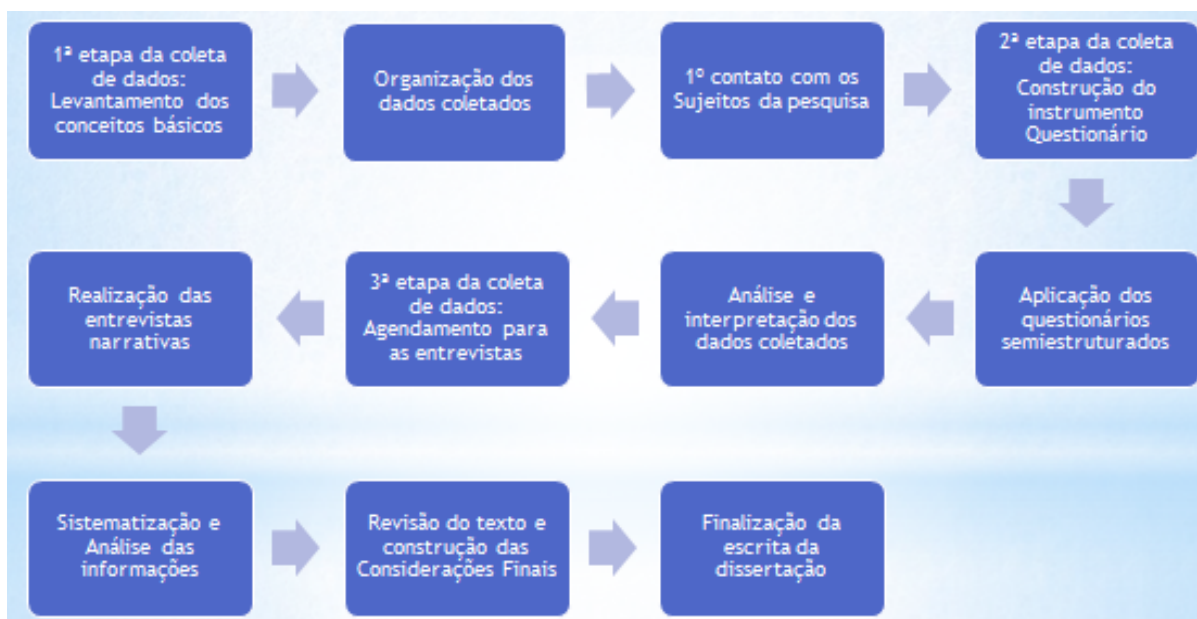 1ª etapa da coleta
de dados:
Levantamento dos
conceitos básicos
Organização dos
dados coletados
1º contato com os
Sujeitos da pesquisa
2ª etapa da coleta
de dados:
Construção do
instrumento
Questionário
Aplicação dos
questionários
semiestruturados
Análise e
interpretação dos
dados coletados
3ª etapa da coleta
de dados:
Agendamento para
as entrevistas
Realização das
entrevistas
narrativas
Sistematização e
Análise das
informações
Revisão do texto e
construção das
Considerações Finais
Finalização da
escrita da
dissertação